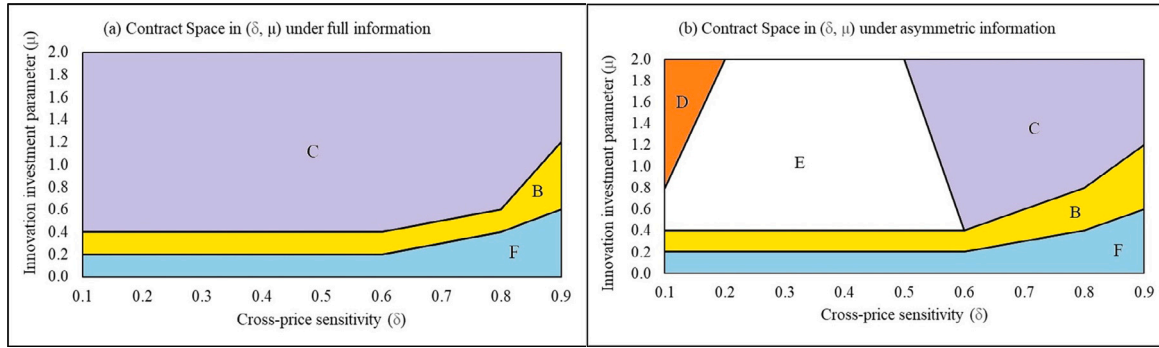 (a) Contract Space in (δ, μ) under full information
Innovation investment parameter (μ)
2.0
1.8
1.6
1.4
1.2
1.0
0.8
0.6
0.4
0.2
0.0
C
B
F
0.1 0.2 0.3 0.4 0.5 0.6 0.7 0.8 0.9
Cross-price sensitivity (δ)
(b) Contract Space in (δ, μ) under asymmetric information
Innovation investment parameter (μ)
2.0
1.8
1.6
1.4
1.2
1.0
0.8
0.6
0.4
0.2
0.0
D
E
C
B
F
0.1 0.2 0.3 0.4 0.5 0.6 0.7 0.8 0.9
Cross-price sensitivity (δ)